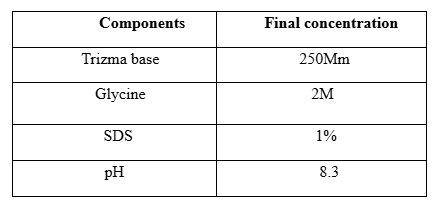 Components Final concentration
Trizma base 250Mm
Glycine 2M
SDS 1%
pH 8.3